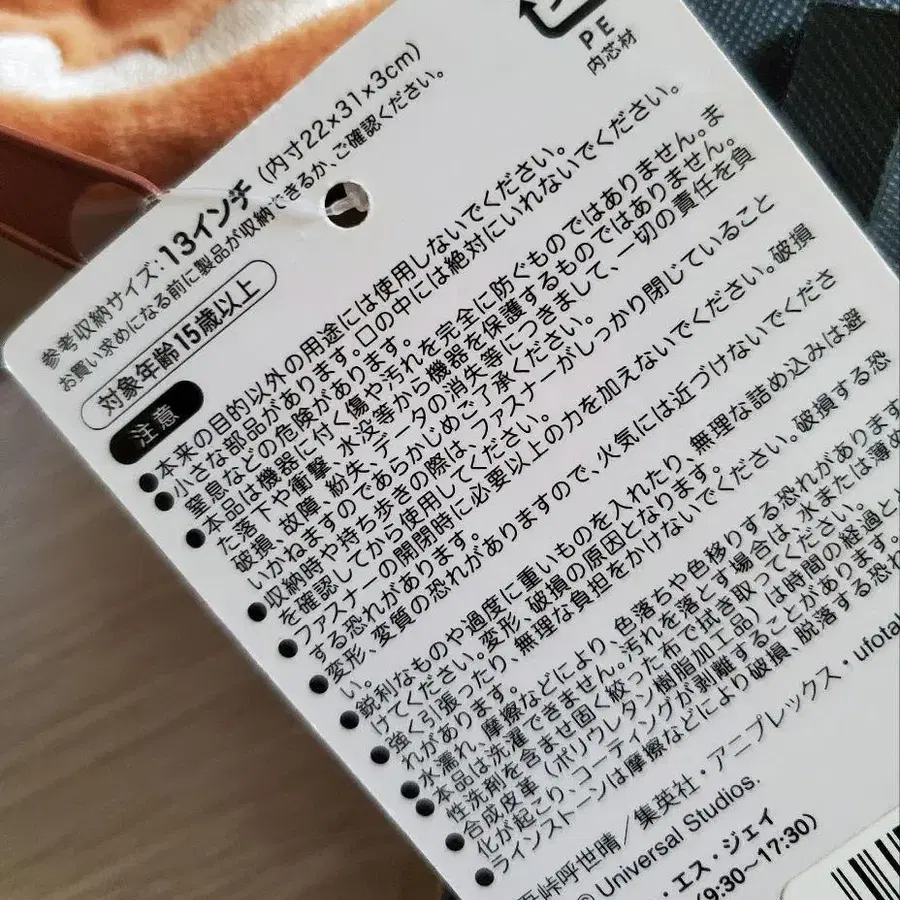 PE
内芯材
参考収納サイズ:13インチ(内寸22×31×3cm)
お買い求めになる前に製品が収納できるか、ご確認ください。
対象年齢15歳以上
注意
●本来の目的以外の用途には使用しないでください。
●小さな部品があります。口の中には絶対にいれないでください。
窒息などの危険があります。
●本品は機器に付く傷や汚れを完全に防ぐものではありません。ま
た落下や衝撃、水没等から機器を保護するものではありません。
破損、故障、紛失、データの消失等につきまして、一切の責任を負
いかねますのであらかじめご了承ください。
●収納時や持ち歩きの際は、ファスナーがしっかり閉じていること
を確認してから使用してください。
●ファスナーの開閉時に必要以上の力を加えないでください。破損
する恐れがあります。
●変形、変質の恐れがありますので、火気には近づけないでくださ
い。
●鋭利なものや過度に重いものを入れたり、無理な詰め込みは避
けてください。変形、破損の原因となります。
●強く引張ったり、無理な負担をかけないでください。破損する恐
れがあります。
●水濡れ、摩擦などにより、色落ちや色移りする恐れがあります
●本品は洗濯できません。汚れを落とす場合は、水または薄め
性洗剤を含ませ固く絞った布で拭き取ってください。
●合成皮革(ポリウレタン樹脂加工品)は時間の経過と
化が起こり、コーティングが剥離することがあります。
●ラインストーンは摩擦などにより破損、脱落する恐れ
峠呼世晴/集英社・アニプレックス・ufotab
© Universal Studios.
・エス・ジェイ
(9:30~17:30)